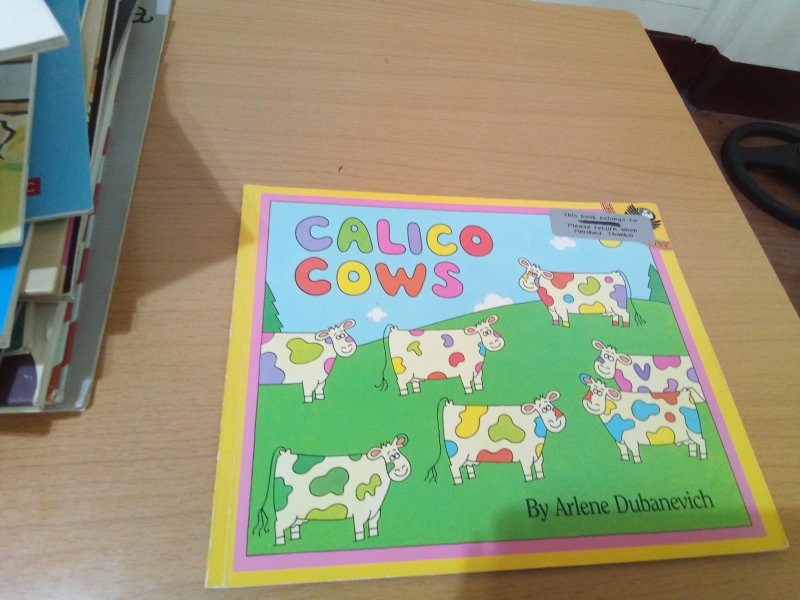 CALICO
COWS
This book belongs to
Please return when
finished. Thanks!
By Arlene Dubanevich